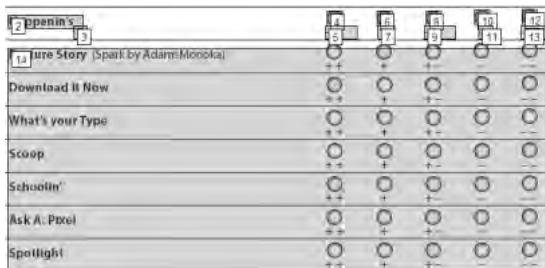 2 ppenin's 4 6 8 10 12
3 5 7 9 11 13
14 ure Story (Spark by Adam Monoka)
++ + +- - --
Download It Now
++ + +- - --
What's your Type
++ + +- - --
Scoop
++ + +- - --
Schoolin'
++ + +- - --
Ask A. Pixel
++ + +- - --
Spotlight
++ + +- - --